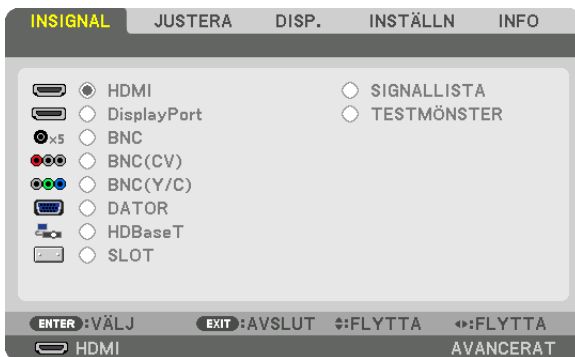 INSIGNAL JUSTERA DISP. INSTÄLLN INFO
HDMI SIGNALLISTA
DisplayPort TESTMÖNSTER
×5 BNC
BNC(CV)
BNC(Y/C)
DATOR
HDBaseT
SLOT
ENTER:VÄLJ EXIT:AVSLUT :FLYTTA :FLYTTA
HDMI AVANCERAT